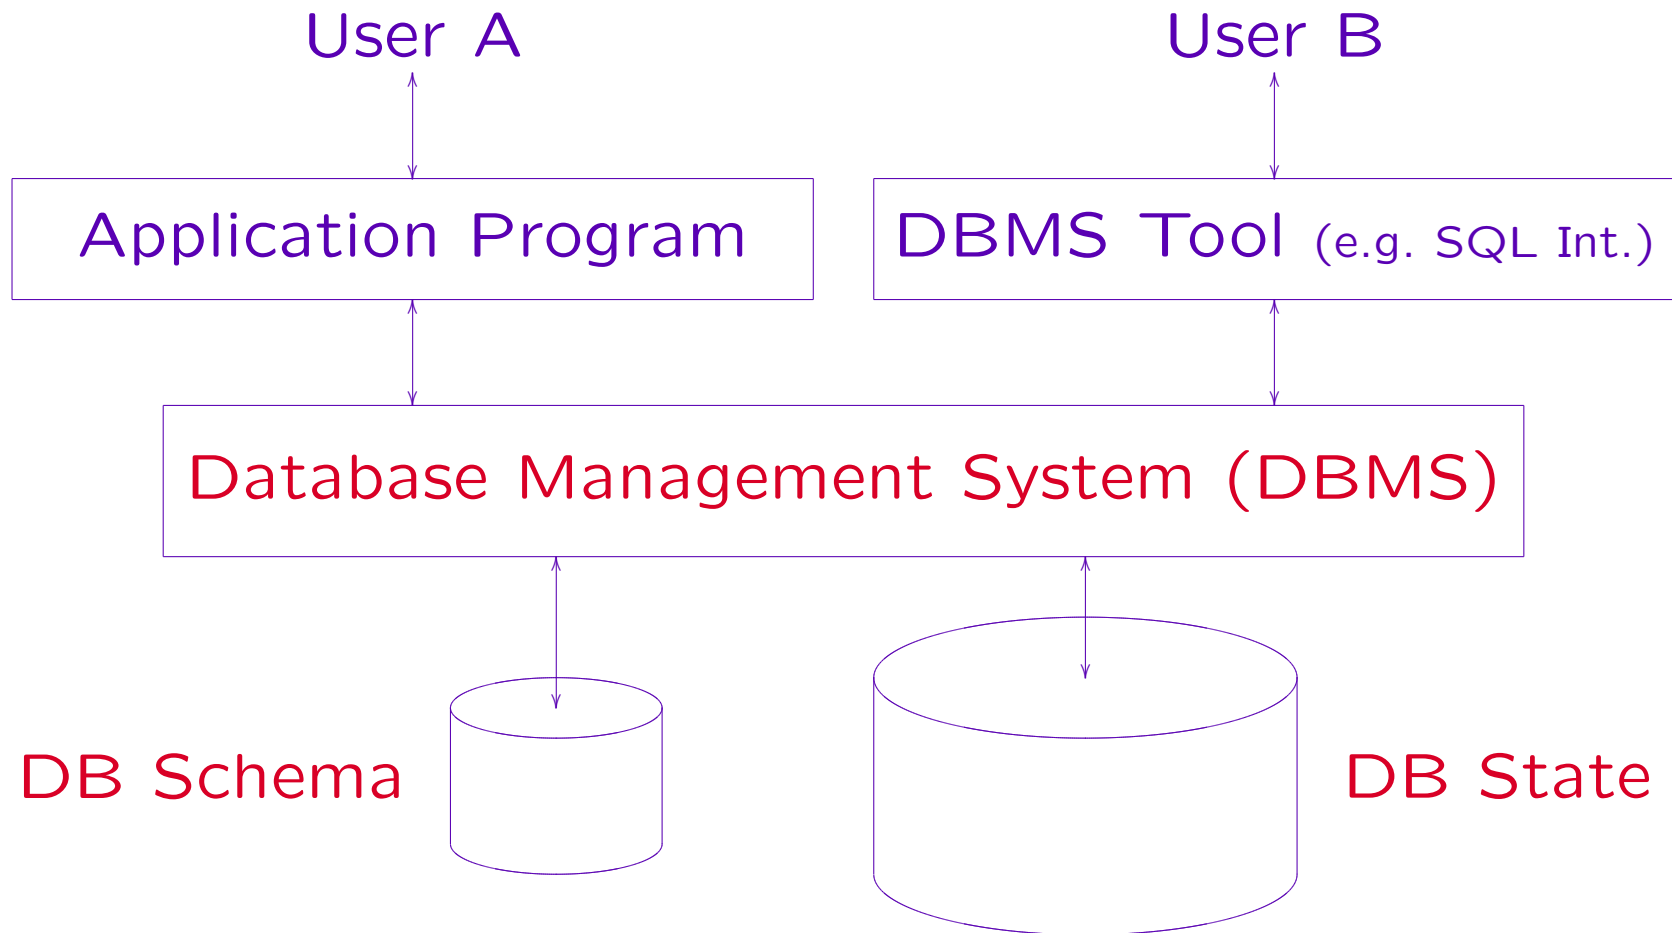 User A
User B
Application Program
DBMS Tool (e.g. SQL Int.)
Database Management System (DBMS)
DB Schema
DB State